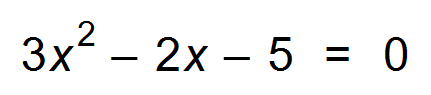 3x² – 2x – 5 = 0